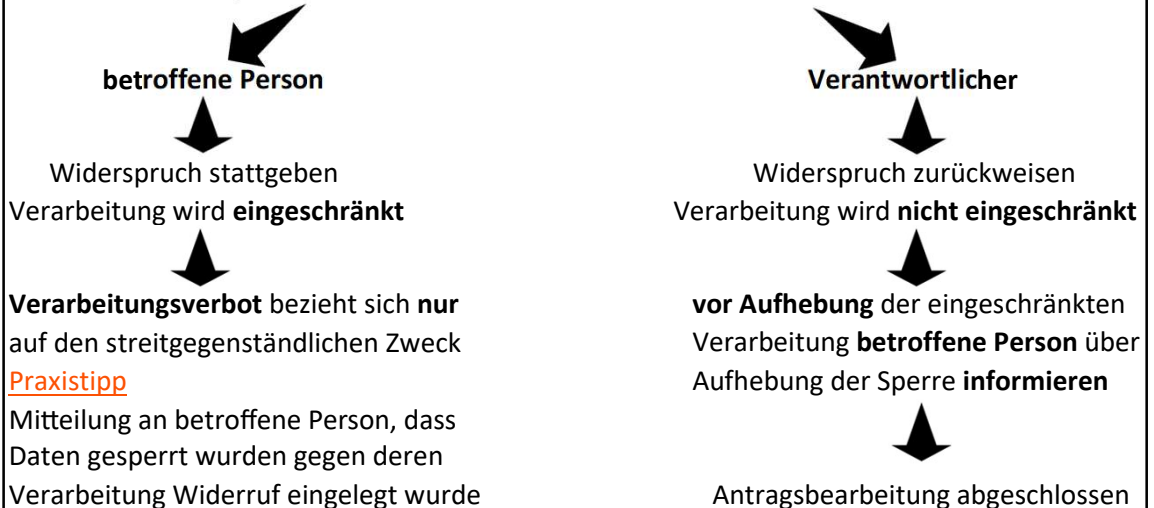 betroffene Person
Widerspruch stattgeben
Verarbeitung wird eingeschränkt
Verarbeitungsverbot bezieht sich nur
auf den streitgegenständlichen Zweck
Praxistipp
Mitteilung an betroffene Person, dass
Daten gesperrt wurden gegen deren
Verarbeitung Widerruf eingelegt wurde
Verantwortlicher
Widerspruch zurückweisen
Verarbeitung wird nicht eingeschränkt
vor Aufhebung der eingeschränkten
Verarbeitung betroffene Person über
Aufhebung der Sperre informieren
Antragsbearbeitung abgeschlossen